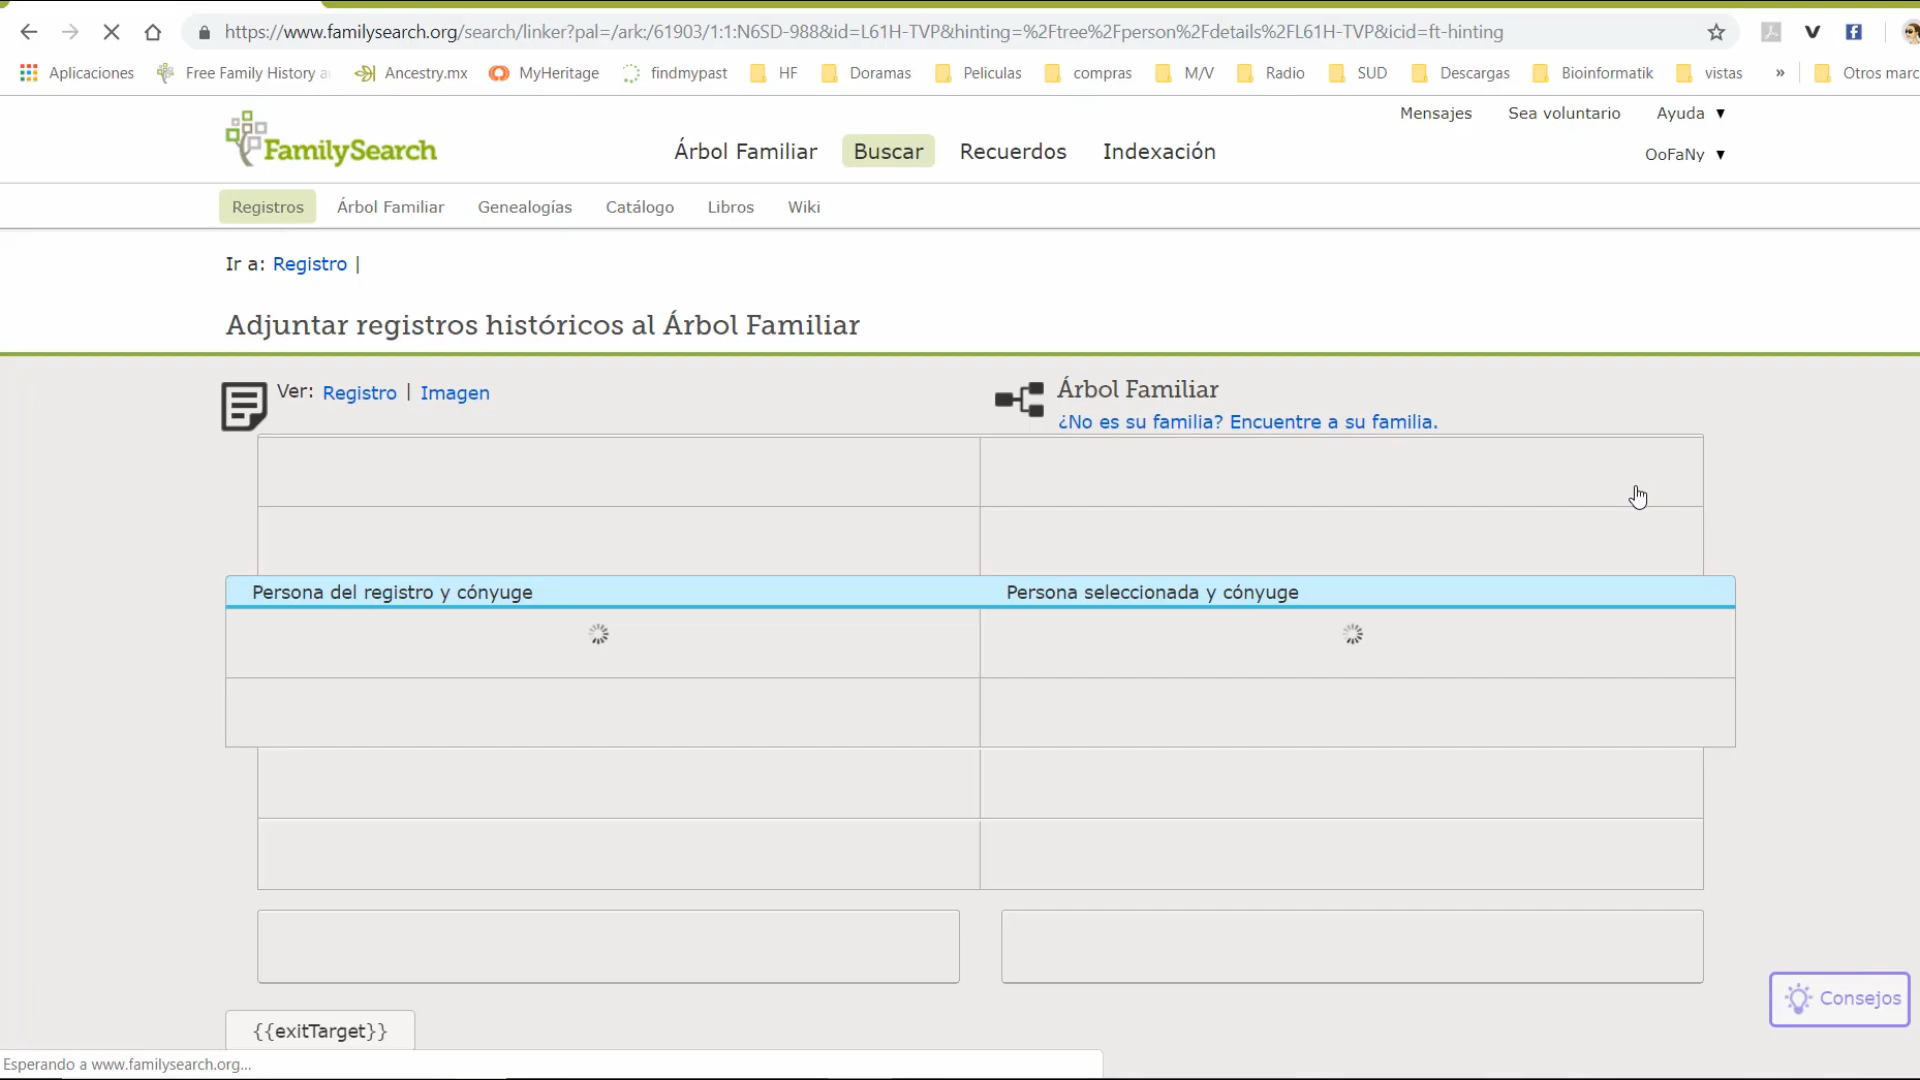 https://www.familysearch.org/search/linker?pal=/ark:/61903/1:1:N6SD-988&id=L61H-TVP&hinting=%2Ftree%2Fperson%2Fdetails%2FL61H-TVP&icid=ft-hinting
Aplicaciones Free Family History a Ancestry.mx MyHeritage findmypast HF Doramas Peliculas compras M/V Radio SUD Descargas Bioinformatik vistas » Otros marc
Mensajes Sea voluntario Ayuda ▼
FamilySearch Árbol Familiar Buscar Recuerdos Indexación OoFaNy ▼
Registros Árbol Familiar Genealogías Catálogo Libros Wiki
Ir a: Registro |
Adjuntar registros históricos al Árbol Familiar
Ver: Registro | Imagen
Árbol Familiar
¿No es su familia? Encuentre a su familia.
Persona del registro y cónyuge Persona seleccionada y cónyuge
Consejos
{{exitTarget}}
Esperando a www.familysearch.org...